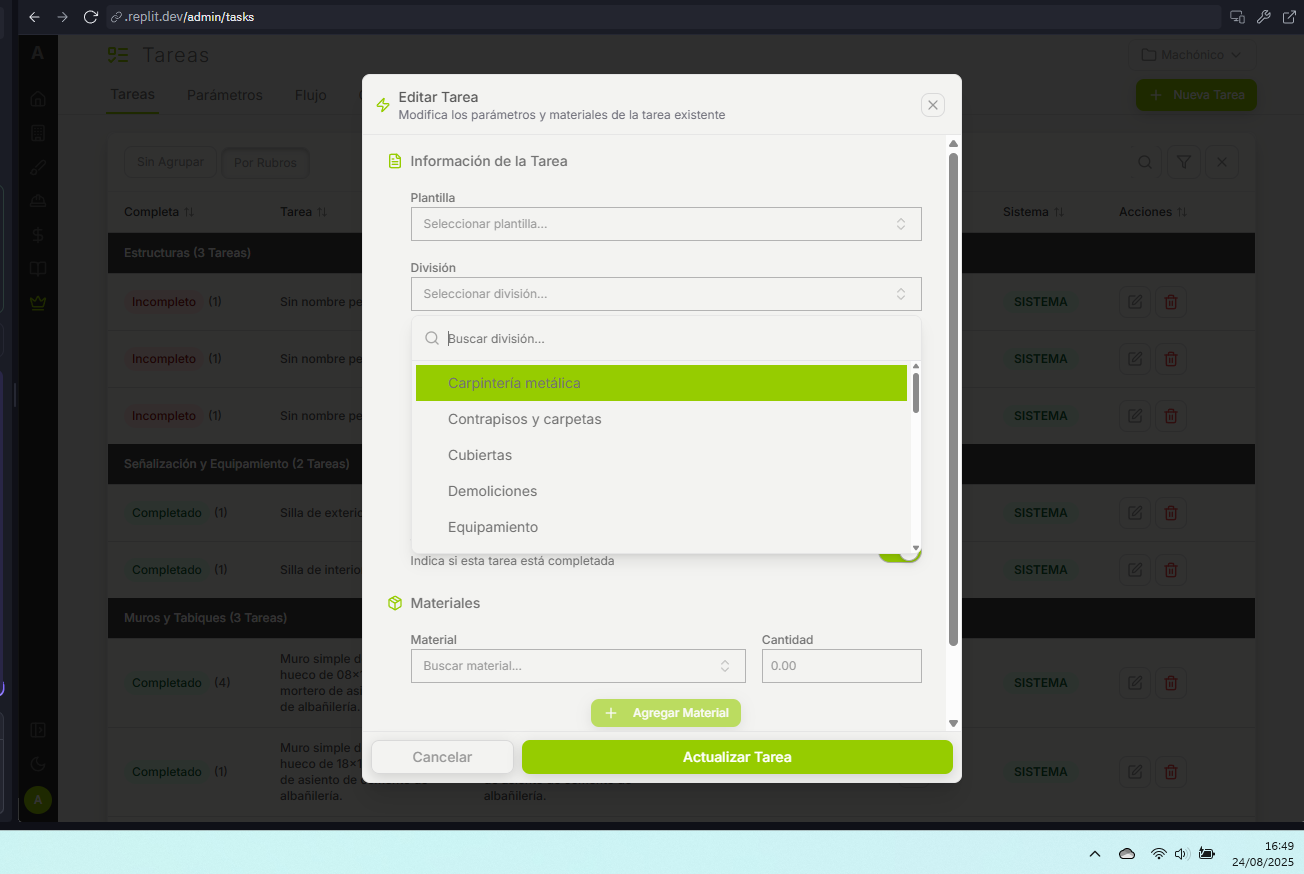 .replit.dev/admin/tasks
A
Tareas
Machónico
Tareas
Parámetros
Flujo
Nueva Tarea
Sin Agrupar
Por Rubros
Completa
Tarea
Sistema
Acciones
Estructuras (3 Tareas)
Incompleto (1)
Sin nombre pe
SISTEMA
Incompleto (1)
Sin nombre pe
SISTEMA
Incompleto (1)
Sin nombre pe
SISTEMA
Señalización y Equipamiento (2 Tareas)
Completado (1)
Silla de exterio
SISTEMA
Completado (1)
Silla de interio
SISTEMA
Muros y Tabiques (3 Tareas)
Completado (4)
Muro simple d
hueco de 08x1
mortero de asi
de albañilería.
SISTEMA
Completado (1)
Muro simple d
hueco de 18x1
de asiento de
albañilería.
albañilería.
SISTEMA
A
Editar Tarea
Modifica los parámetros y materiales de la tarea existente
Información de la Tarea
Plantilla
Seleccionar plantilla...
División
Seleccionar división...
Buscar división...
Carpintería metálica
Contrapisos y carpetas
Cubiertas
Demoliciones
Equipamiento
Indica si esta tarea está completada
Materiales
Material
Cantidad
Buscar material...
0.00
Agregar Material
Cancelar
Actualizar Tarea
16:49
24/08/2025